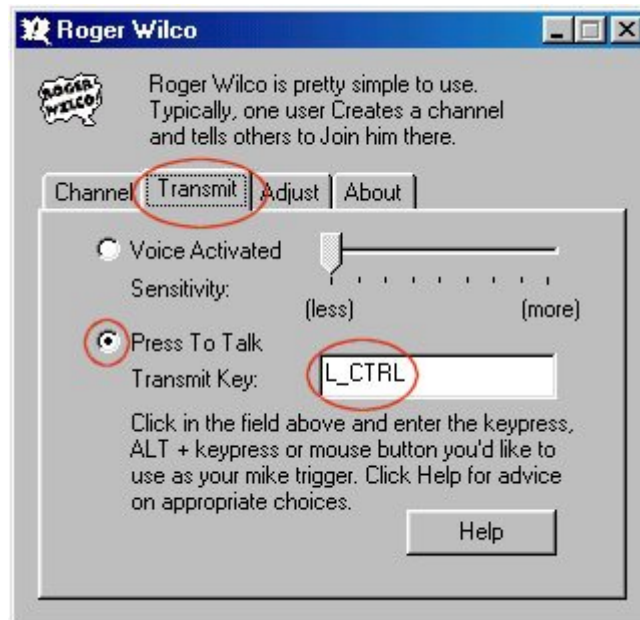 Roger Wilco
ROGER WILCO!
Roger Wilco is pretty simple to use.
Typically, one user Creates a channel
and tells others to Join him there.
Channel Transmit Adjust About
Voice Activated
Sensitivity:
(less) (more)
Press To Talk
Transmit Key: L_CTRL
Click in the field above and enter the keypress,
ALT + keypress or mouse button you'd like to
use as your mike trigger. Click Help for advice
on appropriate choices.
Help